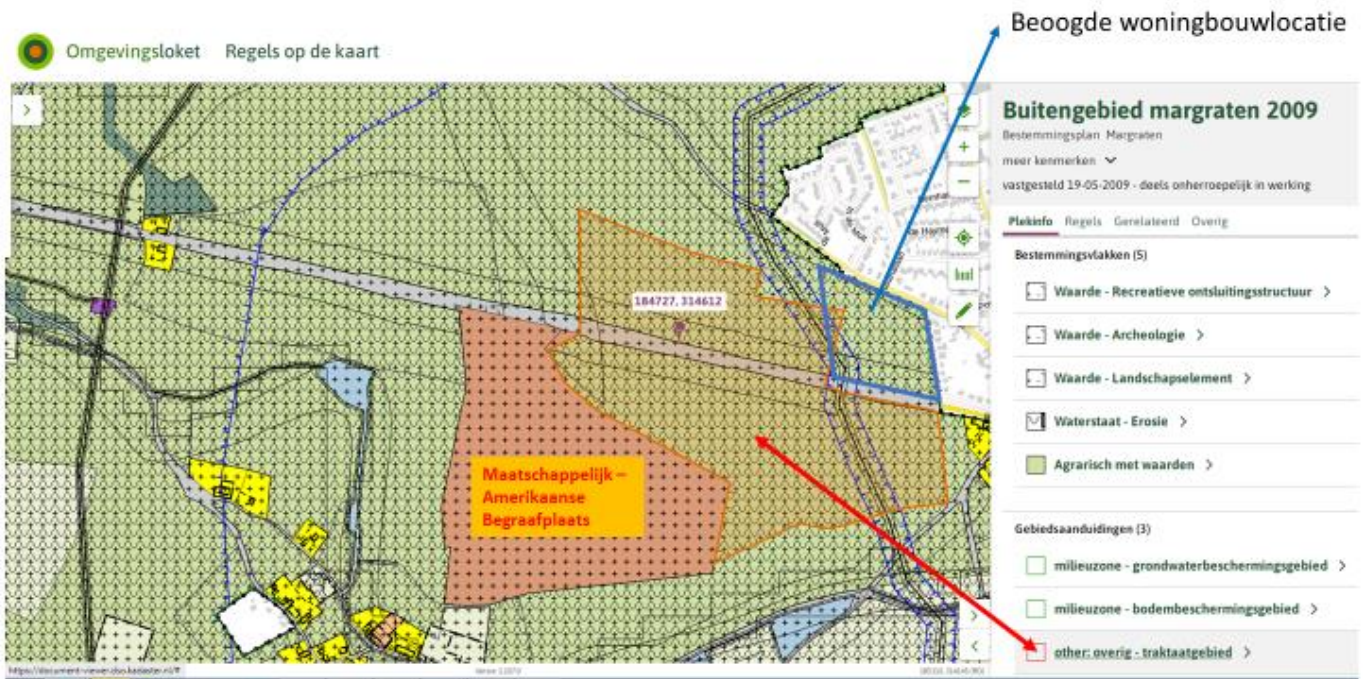 Beoogde woningbouwlocatie
Omgevingsloket Regels op de kaart
Buitengebied margraten 2009
Bestemmingsplan Margraten
meer kenmerken
vastgesteld 19-05-2009 - deels onherroepelijk in werking
Plekinfo Regels Gerelateerd Overig
Bestemmingsvlakken (5)
Waarde - Recreatieve ontsluitingsstructuur
Waarde - Archeologie
Waarde - Landschapselement
Waterstaat - Erosie
Agrarisch met waarden
Gebiedsaanduidingen (3)
milieuzone - grondwaterbeschermingsgebied
milieuzone - bodembeschermingsgebied
other: overig - traktaatgebied
184727, 314612
Maatschappelijk –
Amerikaanse
Begraafplaats